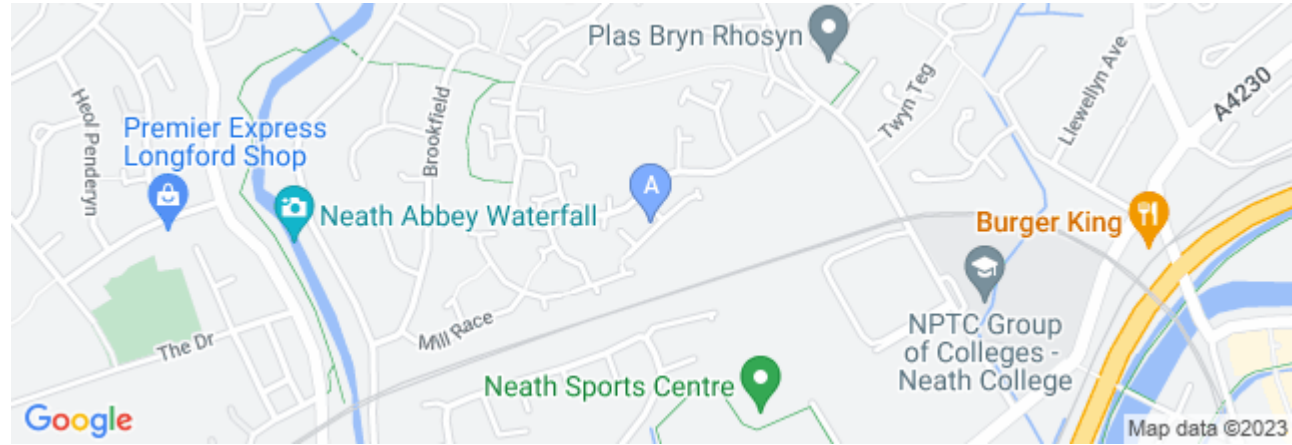 Plas Bryn Rhosyn
Llewellyn Ave
A4230
Twyn Teg
Heol Penderyn
Premier Express
Longford Shop
Brookfield
A
Neath Abbey Waterfall
Burger King
Mill Race
The Dr
NPTC Group
of Colleges -
Neath College
Neath Sports Centre
Google
Map data ©2023